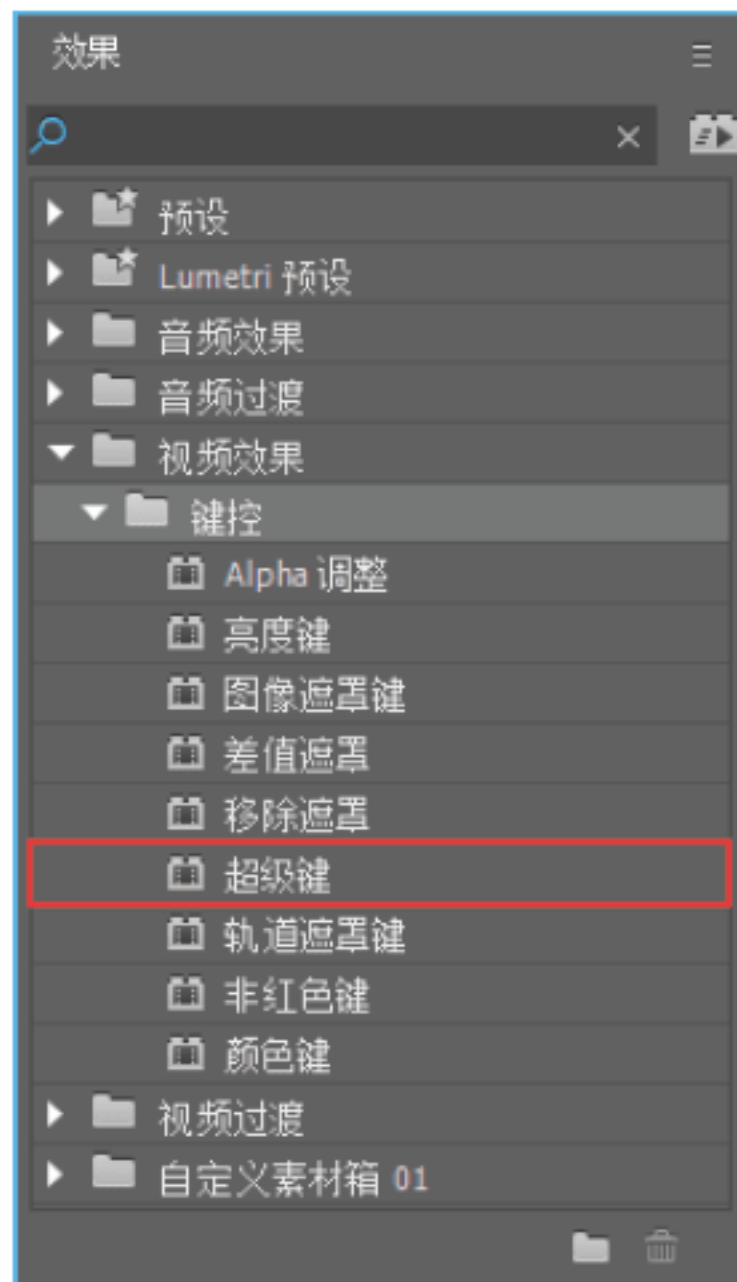 效果
预设
Lumetri 预设
音频效果
音频过渡
视频效果
键控
Alpha 调整
亮度键
图像遮罩键
差值遮罩
移除遮罩
超级键
轨道遮罩键
非红色键
颜色键
视频过渡
自定义素材箱 01